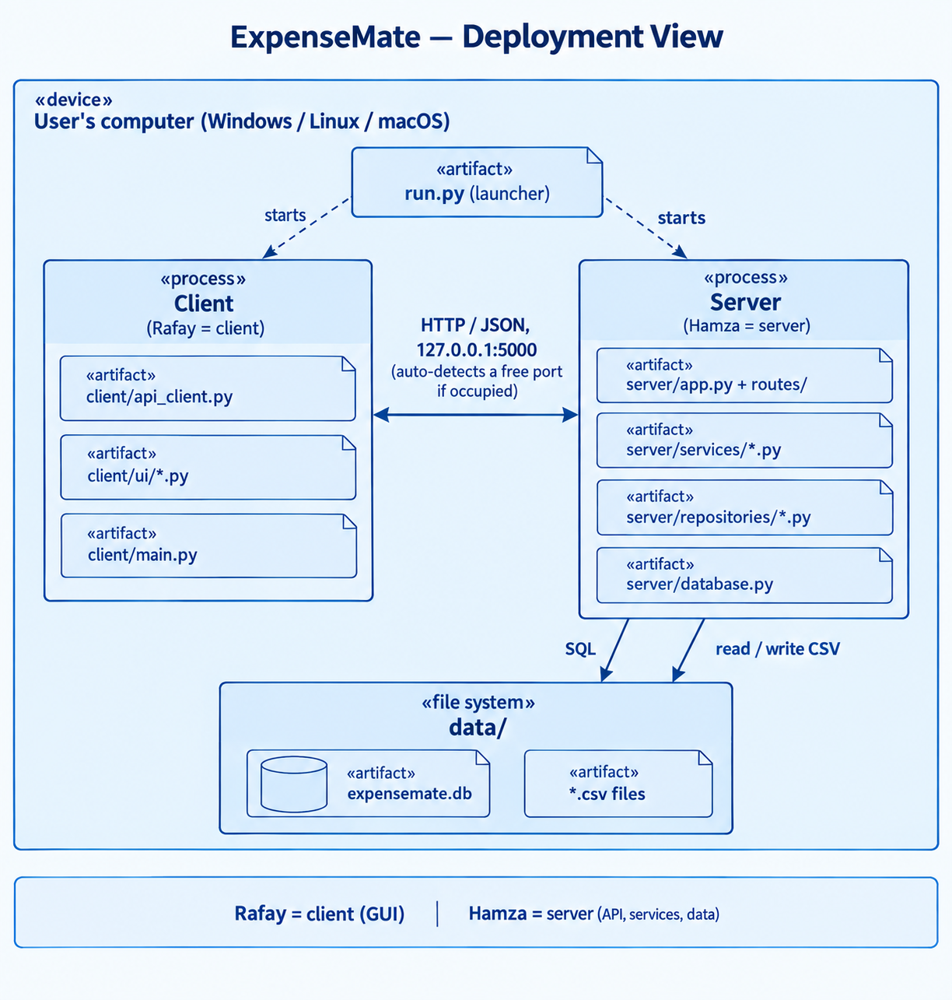 ExpenseMate — Deployment View
«device»
User's computer (Windows / Linux / macOS)
«artifact»
run.py (launcher)
starts
starts
«process»
Client
(Rafay = client)
«artifact»
client/api_client.py
«artifact»
client/ui/*.py
«artifact»
client/main.py
HTTP / JSON,
127.0.0.1:5000
(auto-detects a free port
if occupied)
«process»
Server
(Hamza = server)
«artifact»
server/app.py + routes/
«artifact»
server/services/*.py
«artifact»
server/repositories/*.py
«artifact»
server/database.py
SQL
read / write CSV
«file system»
data/
«artifact»
expensemate.db
«artifact»
*.csv files
Rafay = client (GUI)
Hamza = server (API, services, data)